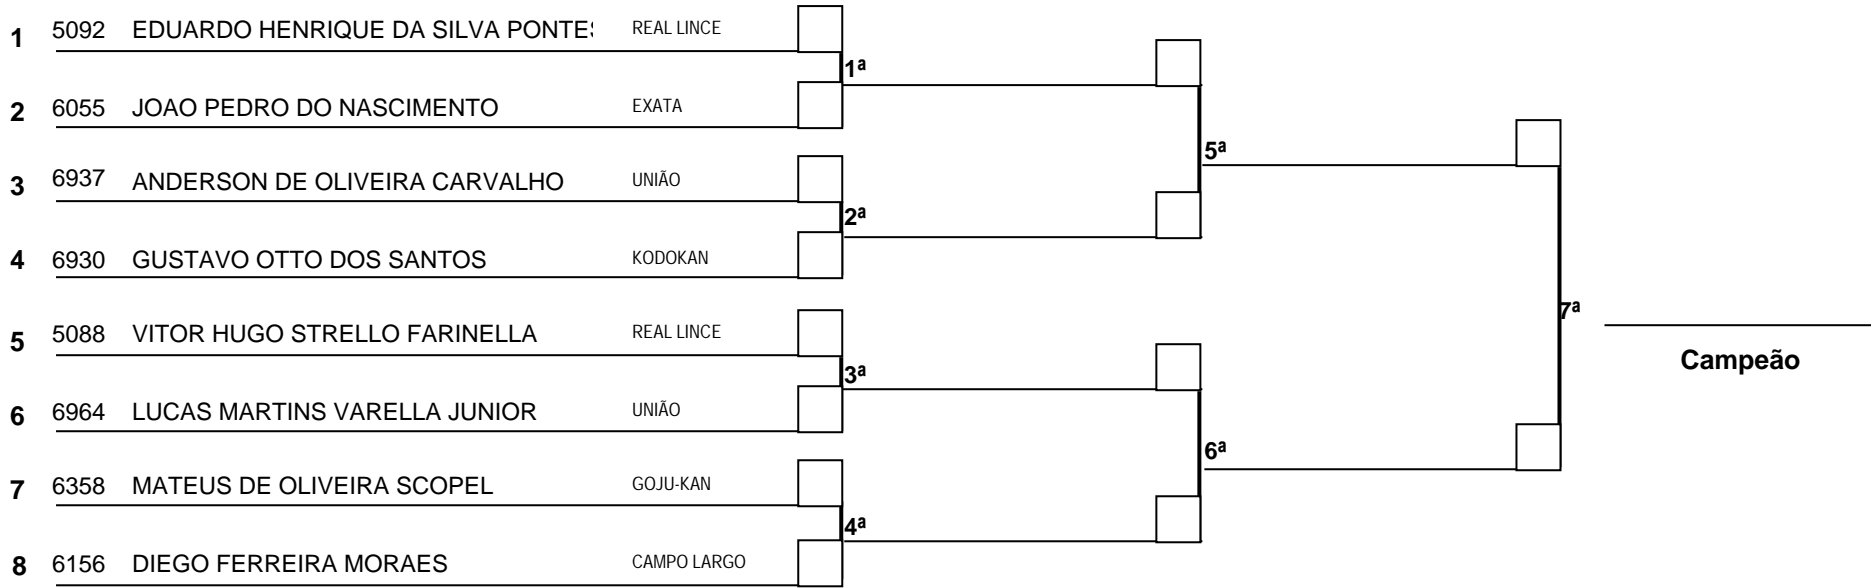 1 5092 EDUARDO HENRIQUE DA SILVA PONTES REAL LINCE
1ª
2 6055 JOAO PEDRO DO NASCIMENTO EXATA
5ª
3 6937 ANDERSON DE OLIVEIRA CARVALHO UNIÃO
2ª
4 6930 GUSTAVO OTTO DOS SANTOS KODOKAN
7ª
5 5088 VITOR HUGO STRELLO FARINELLA REAL LINCE
Campeão
3ª
6 6964 LUCAS MARTINS VARELLA JUNIOR UNIÃO
6ª
7 6358 MATEUS DE OLIVEIRA SCOPEL GOJU-KAN
4ª
8 6156 DIEGO FERREIRA MORAES CAMPO LARGO